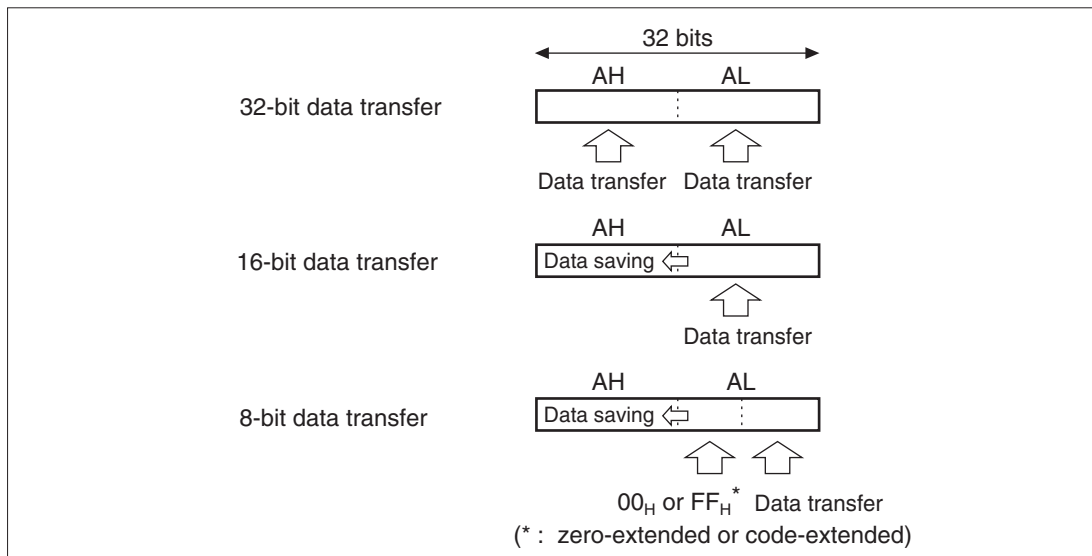 32 bits
AH AL
32-bit data transfer
Data transfer Data transfer
AH AL
16-bit data transfer Data saving
Data transfer
AH AL
8-bit data transfer Data saving
00H or FFH* Data transfer
(* : zero-extended or code-extended)